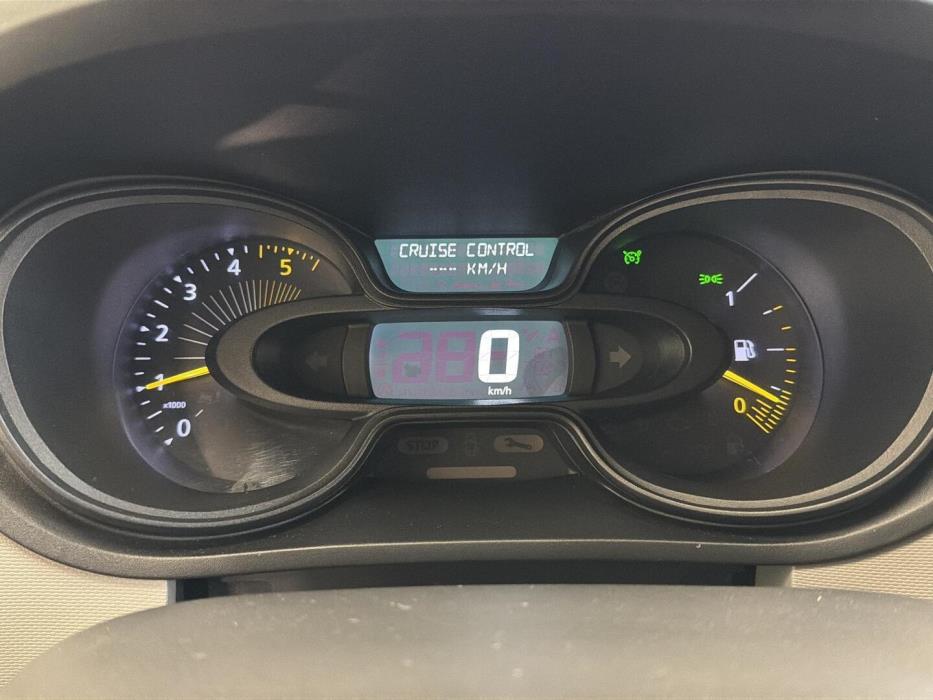 CRUISE CONTROL
--- KM/H
5
4
3
2
1
x1000
0
0
km/h
1
0
STOP